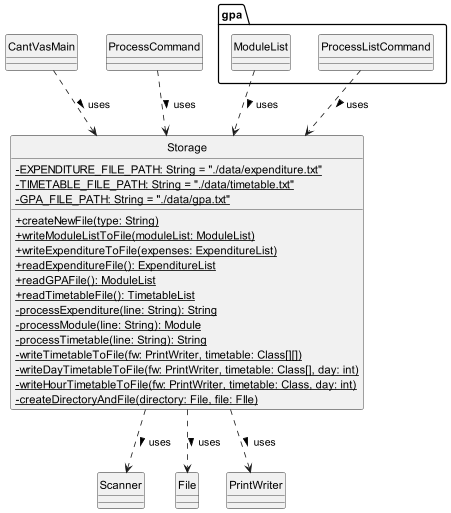 gpa
CantVasMain
ProcessCommand
ModuleList
ProcessListCommand
uses
uses
uses
uses
Storage
-EXPENDITURE_FILE_PATH: String = "./data/expenditure.txt"
-TIMETABLE_FILE_PATH: String = "./data/timetable.txt"
-GPA_FILE_PATH: String = "./data/gpa.txt"
+createNewFile(type: String)
+writeModuleListToFile(moduleList: ModuleList)
+writeExpenditureToFile(expenses: ExpenditureList)
+readExpenditureFile(): ExpenditureList
+readGPAFile(): ModuleList
+readTimetableFile(): TimetableList
-processExpenditure(line: String): String
-processModule(line: String): Module
-processTimetable(line: String): String
-writeTimetableToFile(fw: PrintWriter, timetable: Class[][])
-writeDayTimetableToFile(fw: PrintWriter, timetable: Class[], day: int)
-writeHourTimetableToFile(fw: PrintWriter, timetable: Class, day: int)
-createDirectoryAndFile(directory: File, file: FIle)
uses
uses
uses
Scanner
File
PrintWriter